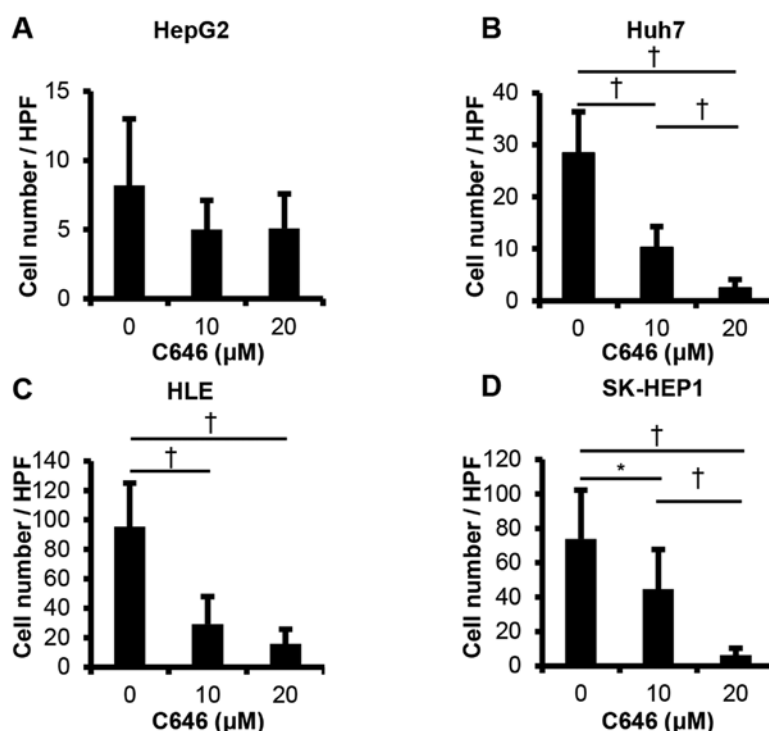 A
HepG2
Cell number / HPF
15
10
5
0
0 10 20
C646 (µM)
B
Huh7
†
† †
Cell number / HPF
40
30
20
10
0
0 10 20
C646 (µM)
C
HLE
†
†
Cell number / HPF
140
120
100
80
60
40
20
0
0 10 20
C646 (µM)
D
SK-HEP1
†
* †
Cell number / HPF
120
100
80
60
40
20
0
0 10 20
C646 (µM)